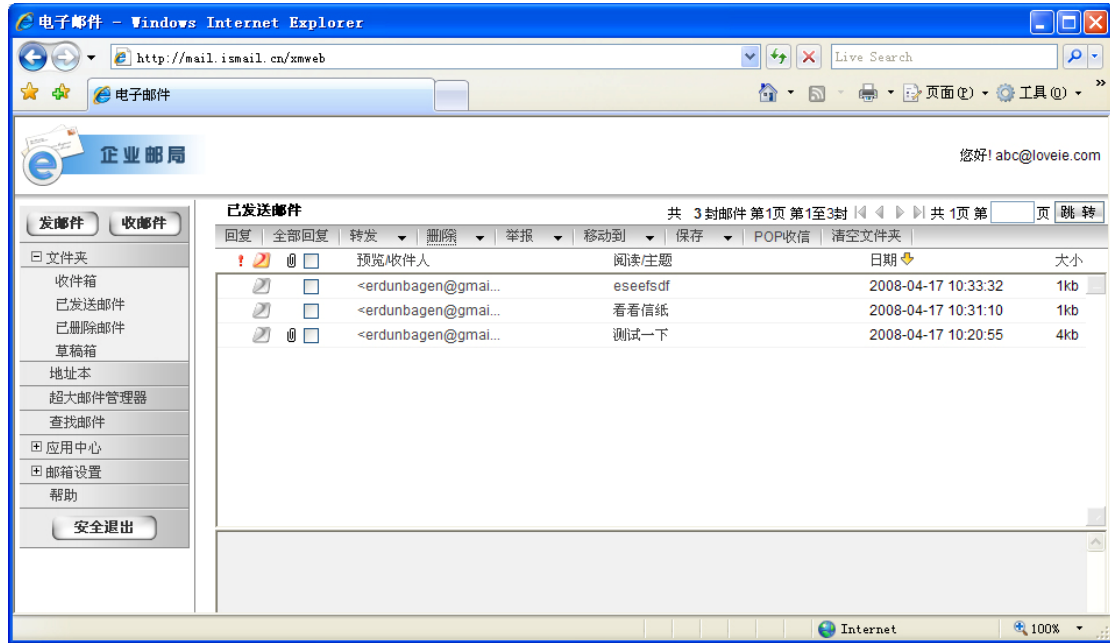 电子邮件 - Windows Internet Explorer
http://mail.ismail.cn/xmweb
Live Search
电子邮件
页面(P)
工具(O)
»
e 企业邮局
您好! abc@loveie.com
发邮件 收邮件
文件夹
收件箱
已发送邮件
已删除邮件
草稿箱
地址本
超大邮件管理器
查找邮件
应用中心
邮箱设置
帮助
安全退出
已发送邮件
共 3封邮件 第1页 第1至3封 共 1页 第 页 跳 转
回复 全部回复 转发 删除 举报 移动到 保存 POP收信 清空文件夹
! 预览/收件人 阅读/主题 日期 大小
<erdunbagen@gmai... eseefsdf 2008-04-17 10:33:32 1kb
<erdunbagen@gmai... 看看信纸 2008-04-17 10:31:10 1kb
<erdunbagen@gmai... 测试一下 2008-04-17 10:20:55 4kb
Internet
100%